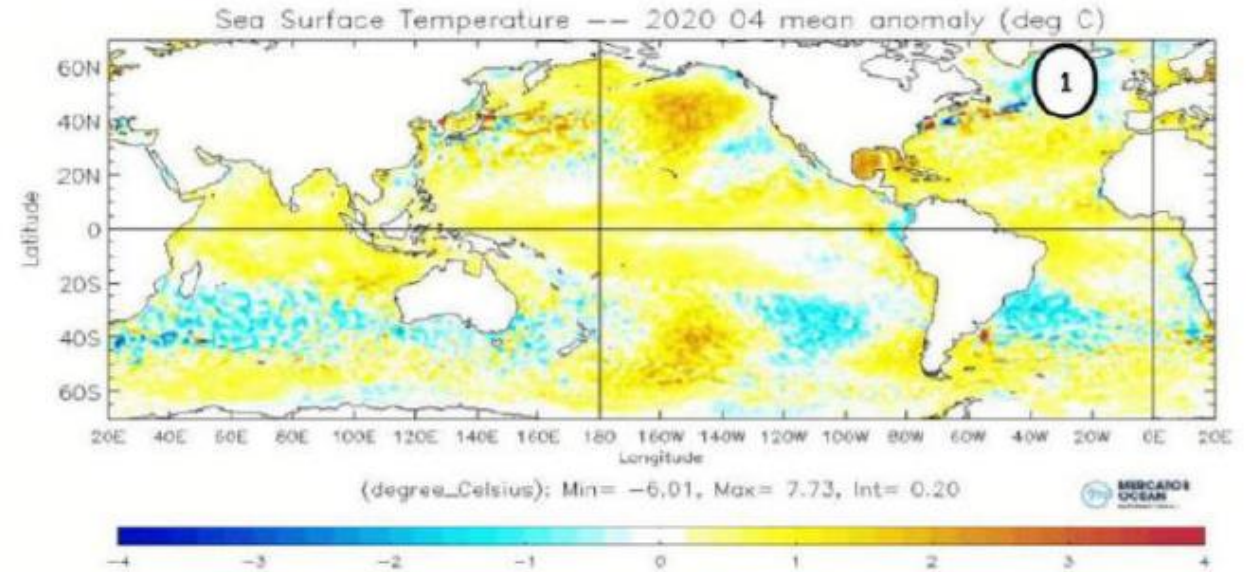 Sea Surface Temperature -- 2020 04 mean anomaly (deg C)
60N
1
40N
20N
0
20S
40S
60S
Latitude
20E 40E 60E 80E 100E 120E 140E 160E 180 160W 140W 120W 100W 80W 60W 40W 20W 0E 20E
Longitude
(degree_Celsius): Min= -6.01, Max= 7.73, Int= 0.20
MERCATOR
OCEAN
-4 -3 -2 -1 0 1 2 3 4